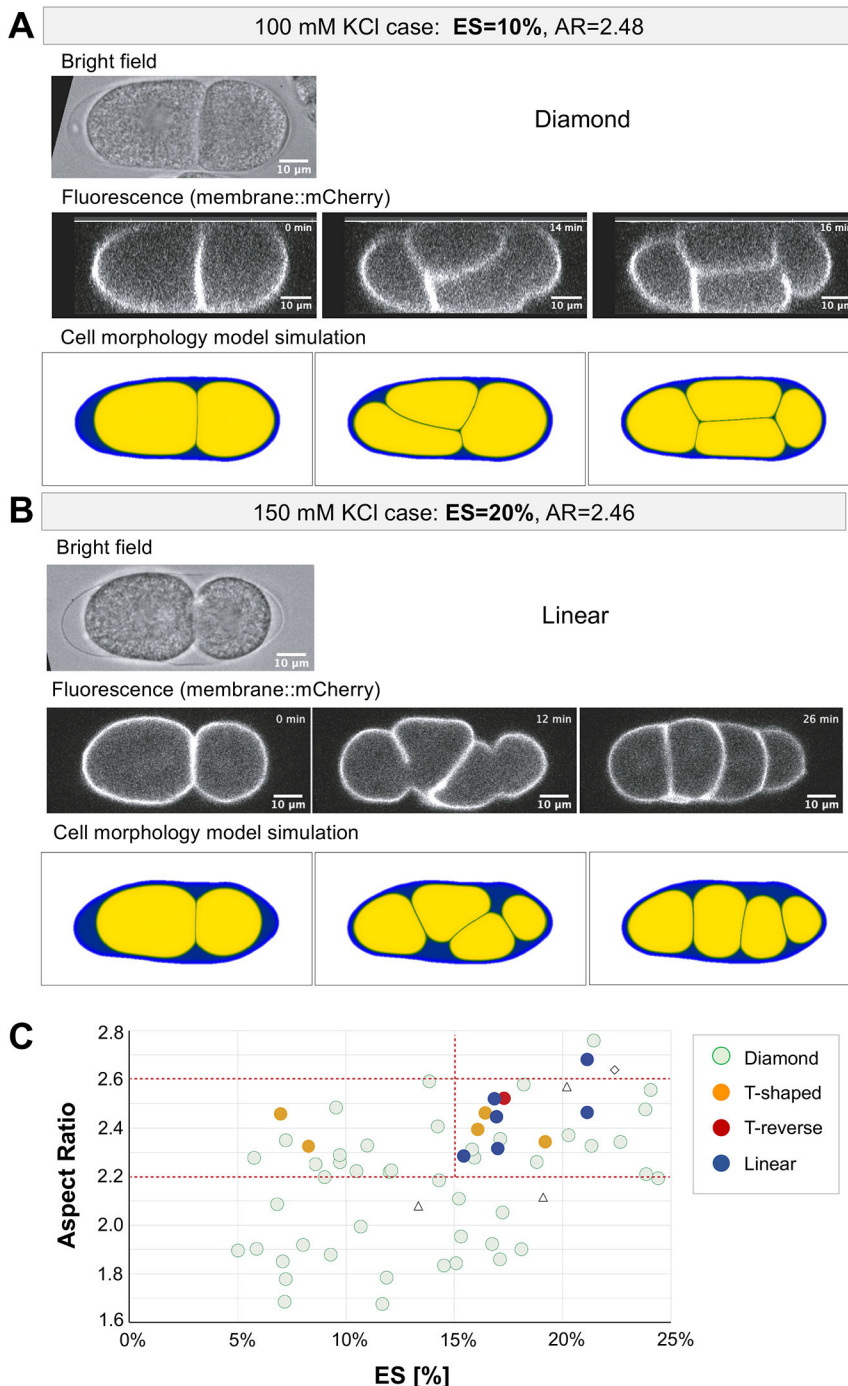 A
100 mM KCl case: ES=10%, AR=2.48
Bright field
10 µm
Diamond
Fluorescence (membrane::mCherry)
0 min
10 µm
14 min
10 µm
16 min
10 µm
Cell morphology model simulation
B
150 mM KCl case: ES=20%, AR=2.46
Bright field
10 µm
Linear
Fluorescence (membrane::mCherry)
0 min
10 µm
12 min
10 µm
26 min
10 µm
Cell morphology model simulation
C
Aspect Ratio
2.8
2.6
2.4
2.2
2.0
1.8
1.6
0%
5%
10%
15%
20%
25%
ES [%]
Diamond
T-shaped
T-reverse
Linear